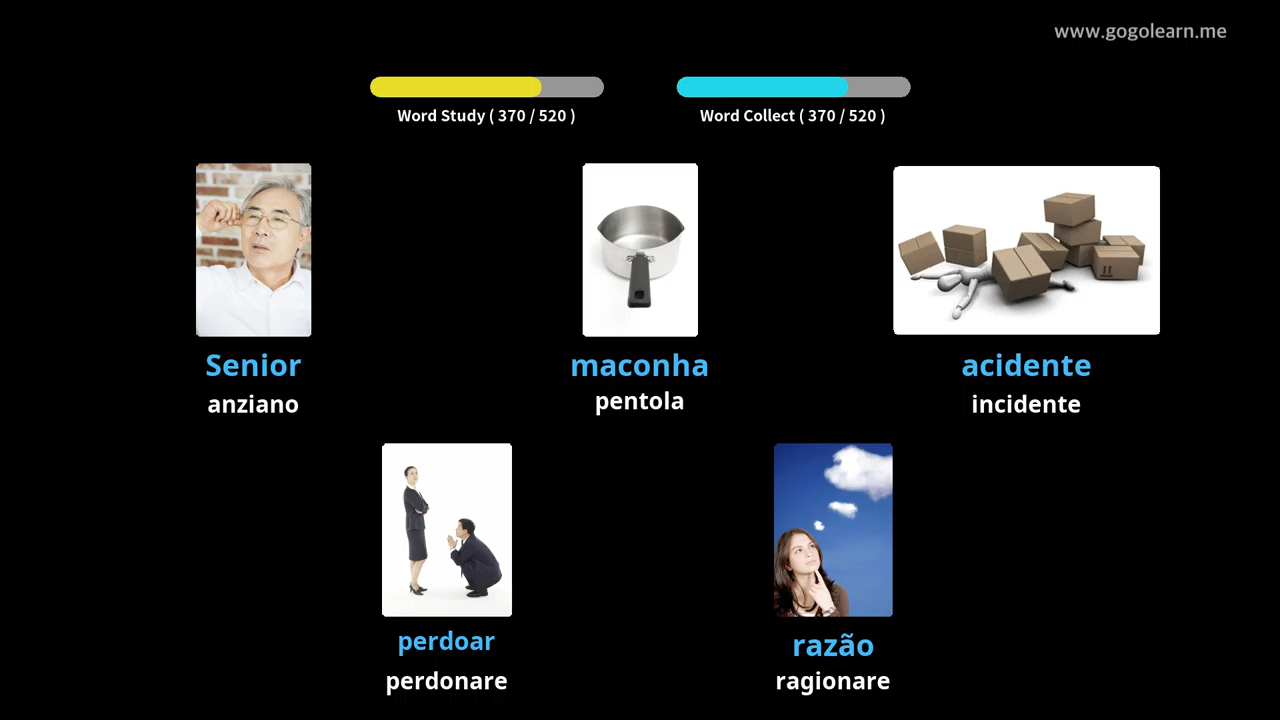 www.gogolearn.me
Word Study ( 370 / 520 )
Word Collect ( 370 / 520 )
Senior
anziano
maconha
pentola
acidente
incidente
perdoar
perdonare
razão
ragionare